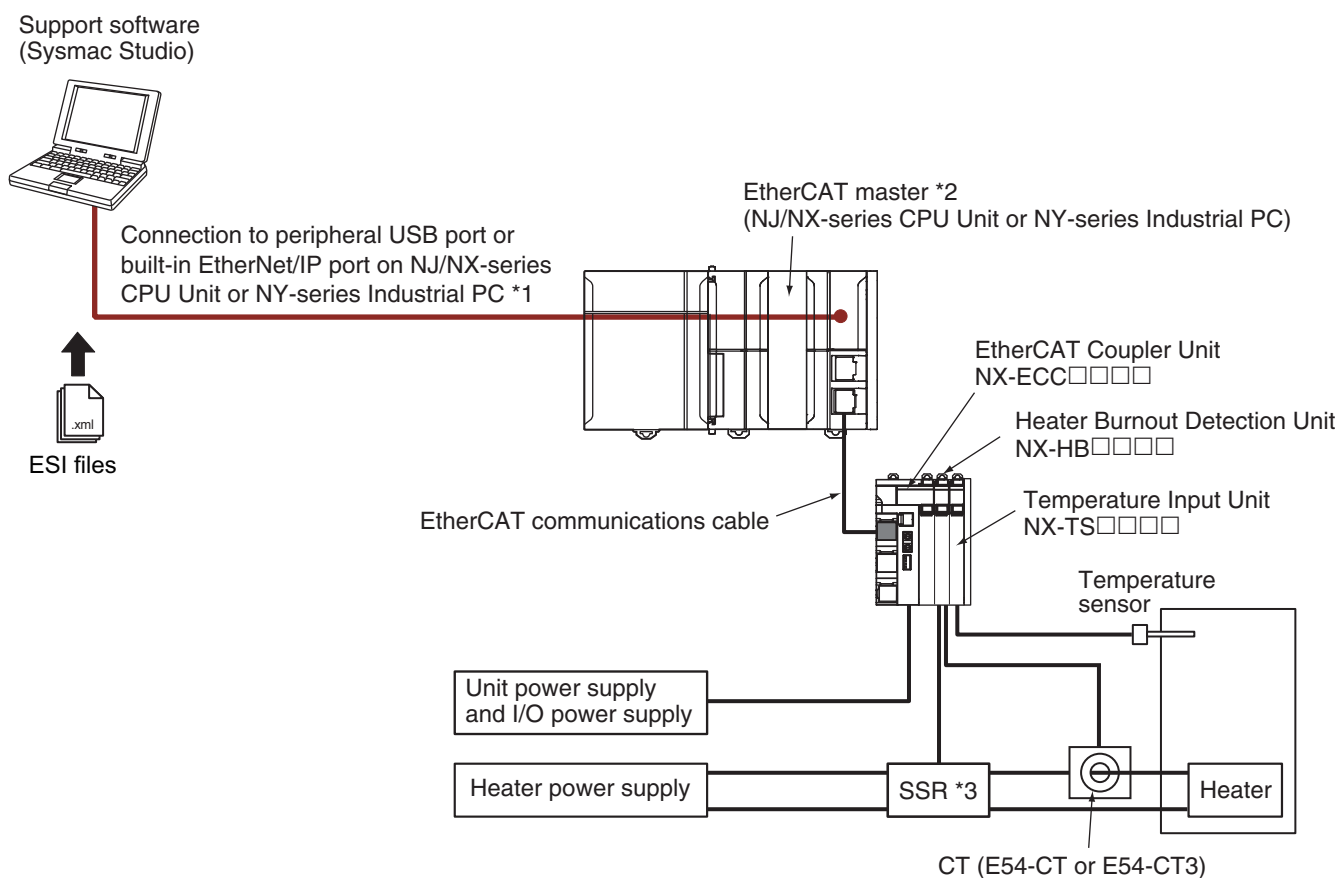 Support software
(Sysmac Studio)
EtherCAT master *2
(NJ/NX-series CPU Unit or NY-series Industrial PC)
Connection to peripheral USB port or
built-in EtherNet/IP port on NJ/NX-series
CPU Unit or NY-series Industrial PC *1
EtherCAT Coupler Unit
NX-ECC□□□□
.xml
ESI files
Heater Burnout Detection Unit
NX-HB□□□□
EtherCAT communications cable
Temperature Input Unit
NX-TS□□□□
Temperature
sensor
Unit power supply
and I/O power supply
Heater power supply
SSR *3
Heater
CT (E54-CT or E54-CT3)